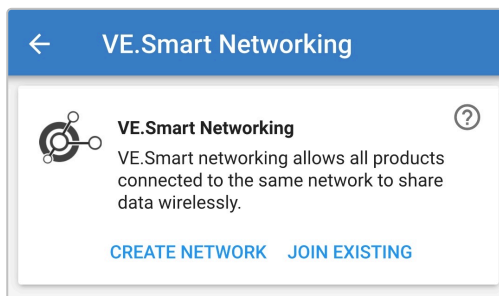 VE.Smart Networking
VE.Smart Networking
VE.Smart networking allows all products
connected to the same network to share
data wirelessly.
CREATE NETWORK JOIN EXISTING